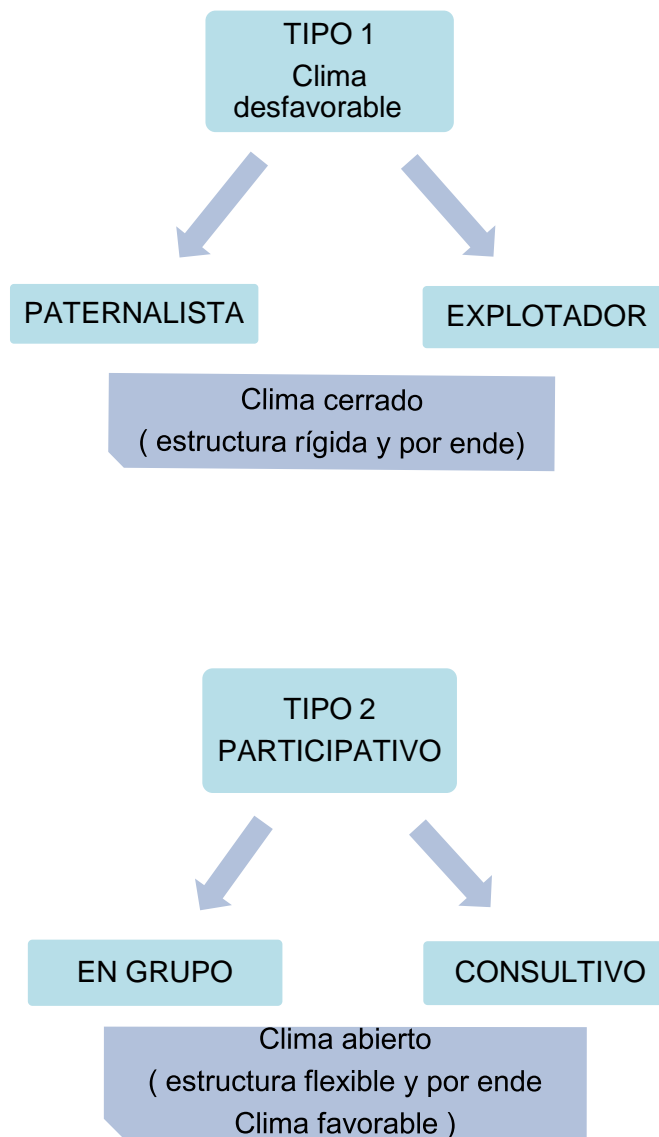 TIPO 1
Clima
desfavorable
PATERNALISTA
EXPLOTADOR
Clima cerrado
( estructura rígida y por ende)
TIPO 2
PARTICIPATIVO
EN GRUPO
CONSULTIVO
Clima abierto
( estructura flexible y por ende
Clima favorable )